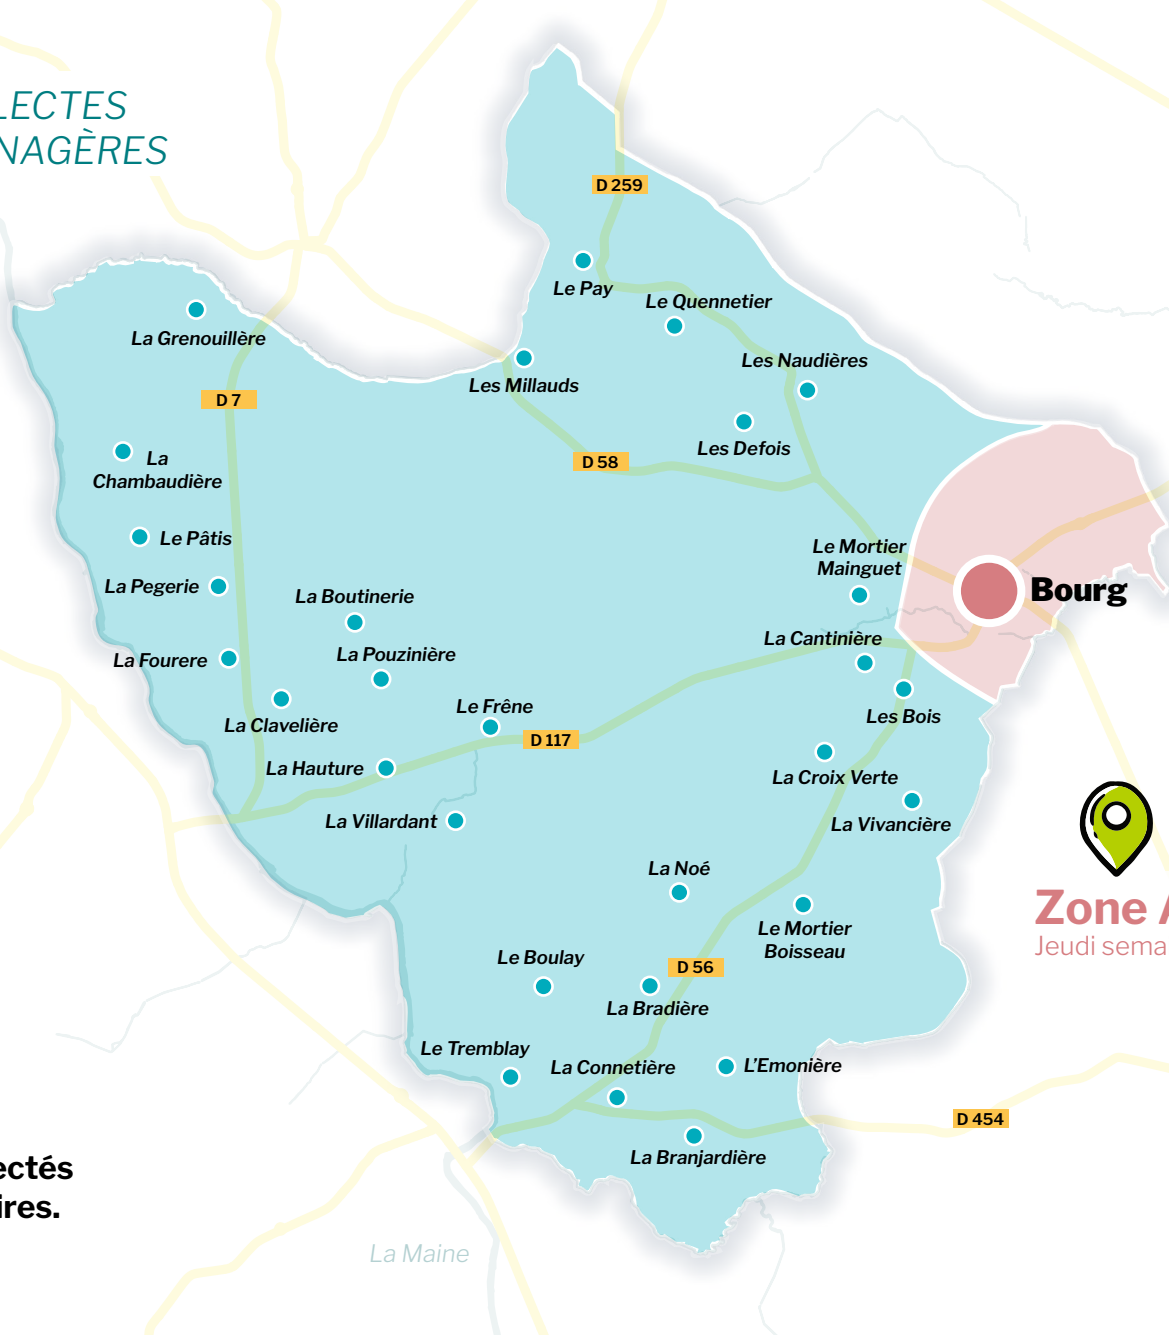 LECTES
NAGÈRES
D 259
Le Pay
Le Quennetier
La Grenouillère
Les Naudières
Les Millauds
D 7
Les Defois
La
Chambaudière
D 58
Le Pâtis
Le Mortier
Mainguet
La Pegerie
Bourg
La Boutinerie
La Cantinière
La Pouzinière
La Fourere
Le Frêne
Les Bois
La Clavelière
D 117
La Hauture
La Croix Verte
La Villardant
La Vivancière
La Noé
Zone A
Jeudi sema
Le Mortier
Boisseau
Le Boulay
D 56
La Bradière
Le Tremblay
La Connetière
L’Emonière
D 454
La Branjardière
ectés
ires.
La Maine